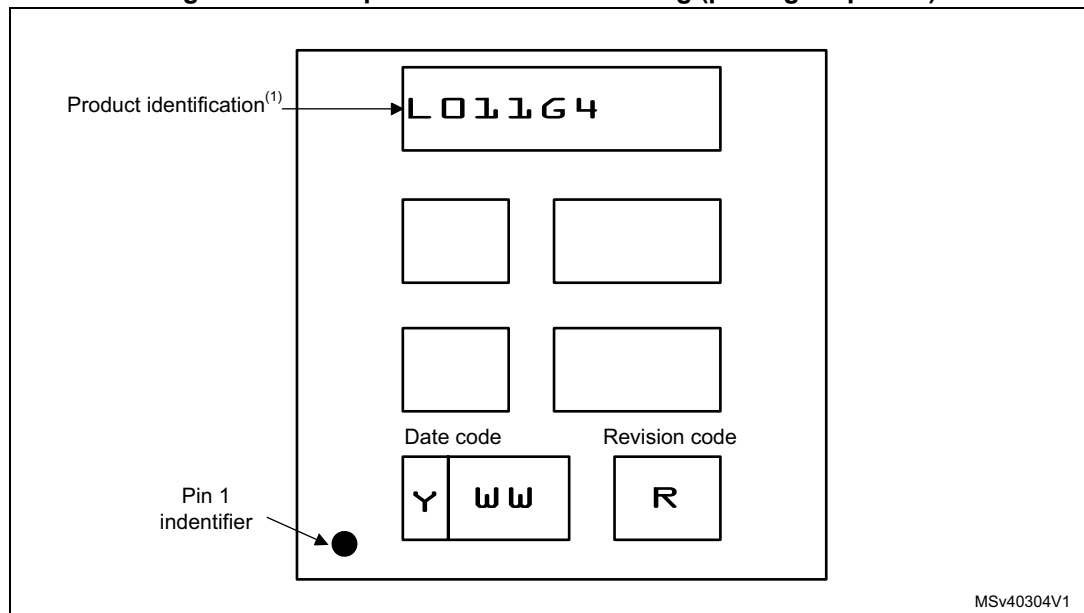 Product identification(1)
L011G4
Date code Revision code
Y WW R
Pin 1
indentifier
MSv40304V1